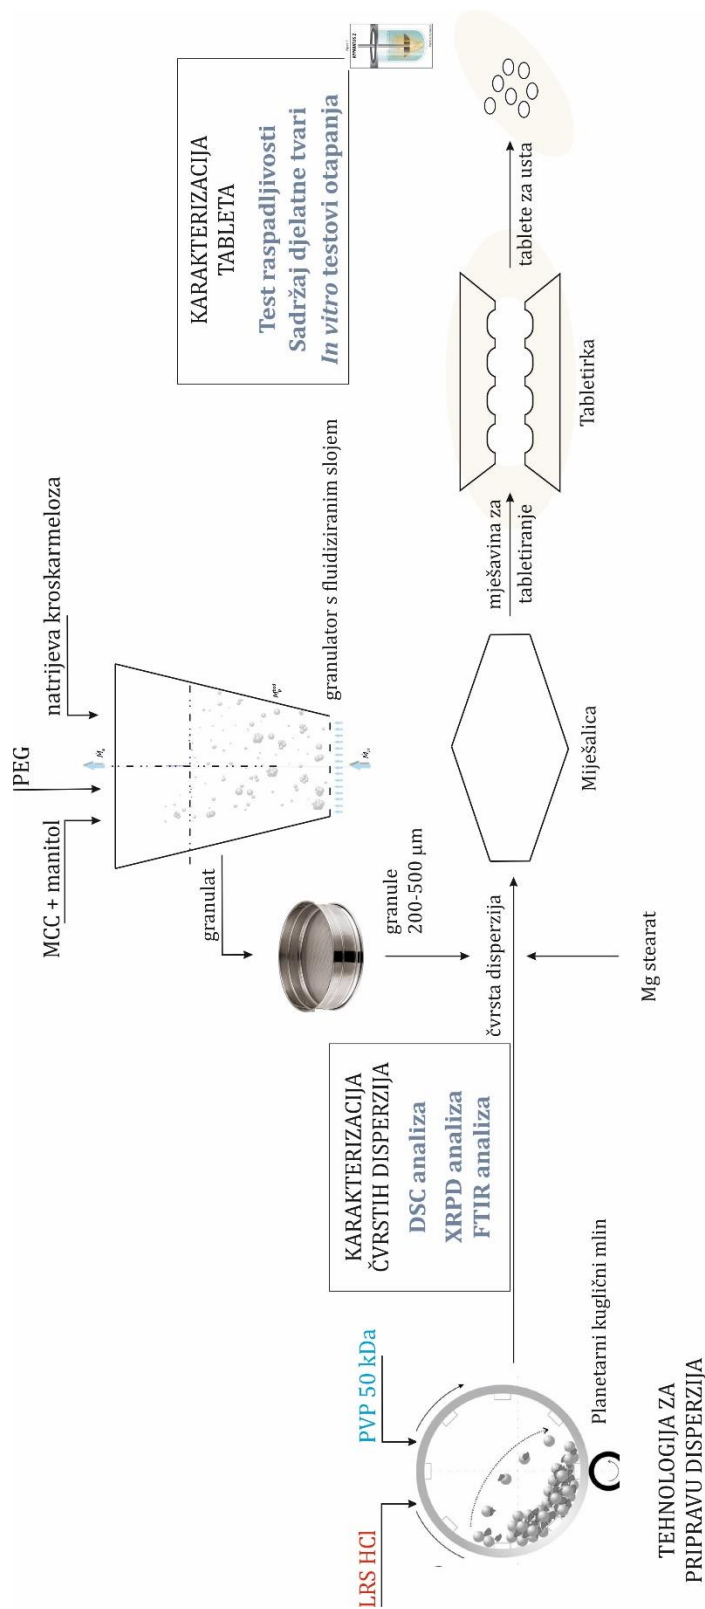 LRS HCl
PVP 50 kDa
Planetarni kuglični mlin
TEHNOLOGIJA ZA
PRIPRAVU DISPERZIJA
KARAKTERIZACIJA
ČVRSTIH DISPERZIJA
DSC analiza
XRPD analiza
FTIR analiza
čvrsta disperzija
Mg stearat
MCC + manitol
PEG
natrijeva kroskarmeloza
granulator s fluidiziranim slojem
granulat
granule
200-500 µm
Miješalica
mješavina za
tabletiranje
Tabletirka
tablete za usta
KARAKTERIZACIJA
TABLETA
Test raspadljivosti
Sadržaj djelatne tvari
In vitro testovi otapanja